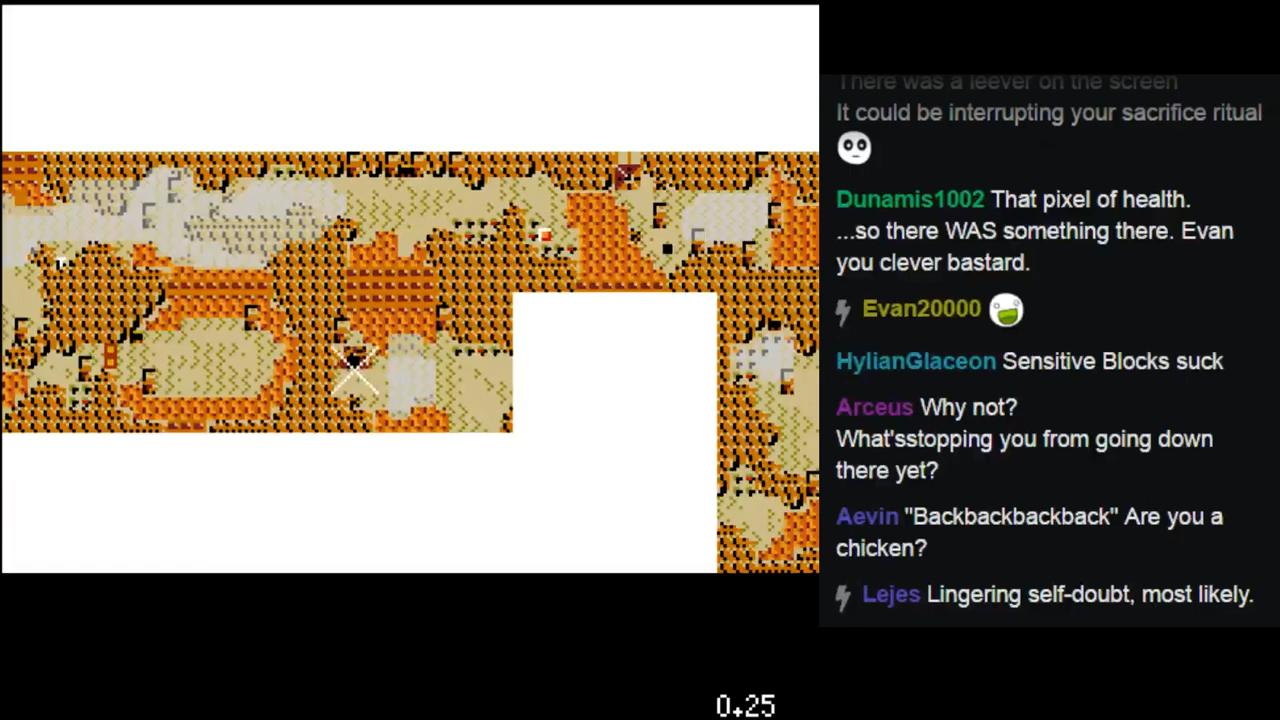 There was a leever on the screen
It could be interrupting your sacrifice ritual
Dunamis1002 That pixel of health.
...so there WAS something there. Evan
you clever bastard.
Evan20000
HylianGlaceon Sensitive Blocks suck
Arceus Why not?
What'sstopping you from going down
there yet?
Aevin "Backbackbackback" Are you a
chicken?
Lejes Lingering self-doubt, most likely.
0.25